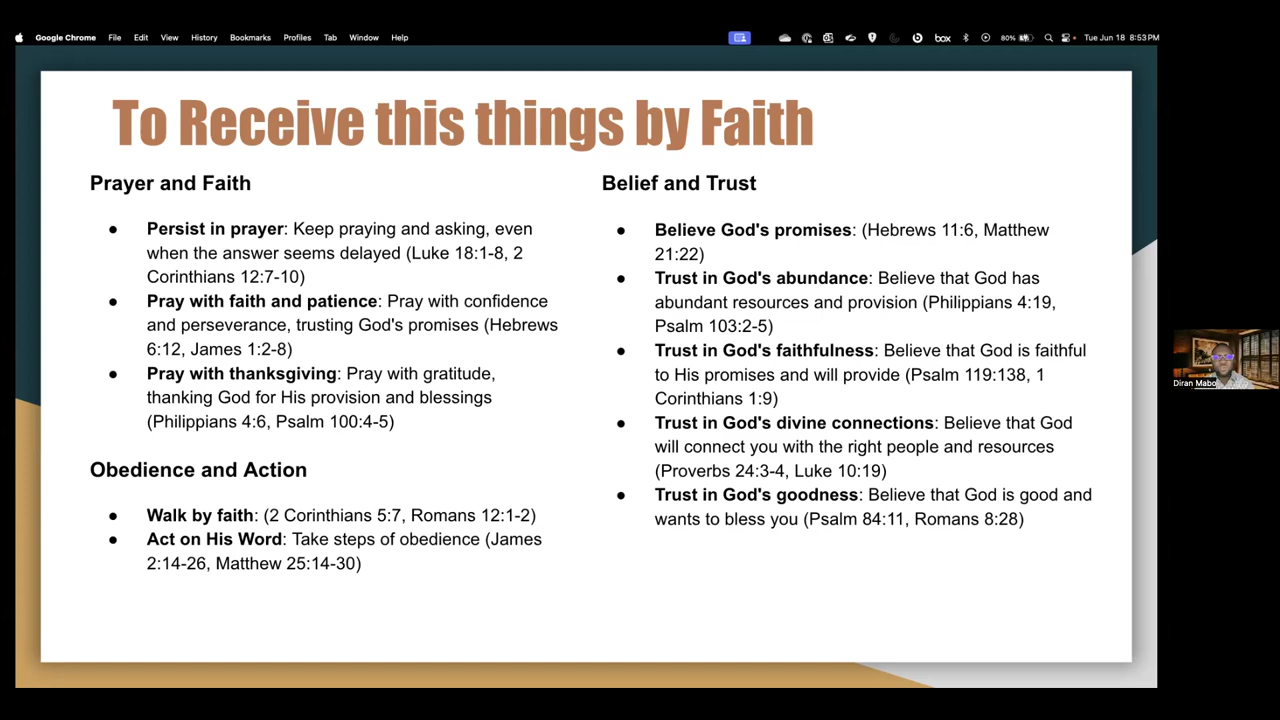 Google Chrome File Edit View History Bookmarks Profiles Tab Window Help box 80% Tue Jun 18 8:53 PM
To Receive this things by Faith
Prayer and Faith
● Persist in prayer: Keep praying and asking, even
when the answer seems delayed (Luke 18:1-8, 2
Corinthians 12:7-10)
● Pray with faith and patience: Pray with confidence
and perseverance, trusting God's promises (Hebrews
6:12, James 1:2-8)
● Pray with thanksgiving: Pray with gratitude,
thanking God for His provision and blessings
(Philippians 4:6, Psalm 100:4-5)
Obedience and Action
● Walk by faith: (2 Corinthians 5:7, Romans 12:1-2)
● Act on His Word: Take steps of obedience (James
2:14-26, Matthew 25:14-30)
Belief and Trust
● Believe God's promises: (Hebrews 11:6, Matthew
21:22)
● Trust in God's abundance: Believe that God has
abundant resources and provision (Philippians 4:19,
Psalm 103:2-5)
● Trust in God's faithfulness: Believe that God is faithful
to His promises and will provide (Psalm 119:138, 1
Corinthians 1:9)
● Trust in God's divine connections: Believe that God
will connect you with the right people and resources
(Proverbs 24:3-4, Luke 10:19)
● Trust in God's goodness: Believe that God is good and
wants to bless you (Psalm 84:11, Romans 8:28)
Diran